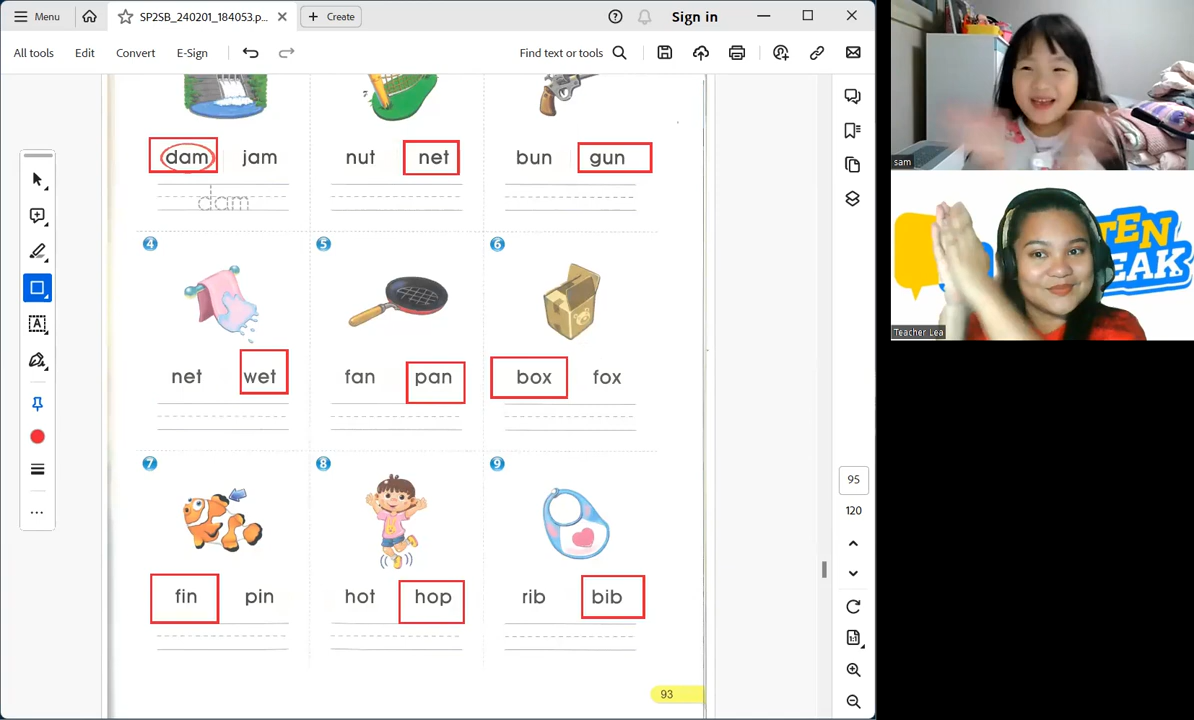 Menu SP2SB_240201_184053.p... Create Sign in
All tools Edit Convert E-Sign Find text or tools
dam jam nut net bun gun
dam
4 5 6
net wet fan pan box fox
7 8 9
fin pin hot hop rib bib
93
95
120
1:1
A
sam
TEN
EAK
Teacher Lea